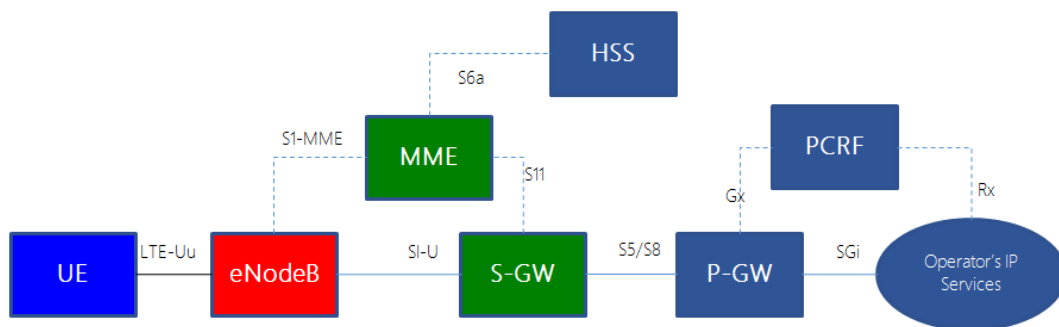 HSS
S6a
S1-MME
MME
PCRF
S11
Gx
Rx
UE
LTE-Uu
eNodeB
SI-U
S-GW
S5/S8
P-GW
SGi
Operator's IP
Services